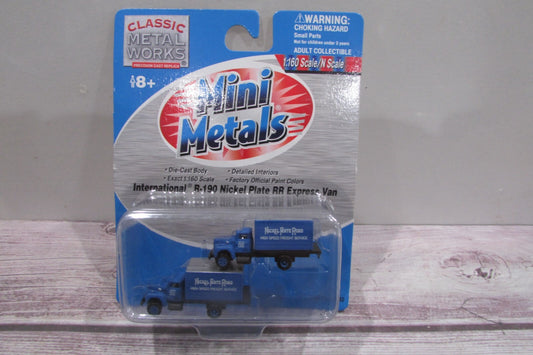 CLASSIC
METAL
WORKS
PRECISION CAST REPLICA
AGE
8+
WARNING:
CHOKING HAZARD
Small Parts
Not for children under 3 years
ADULT COLLECTIBLE
1:160 Scale/N Scale
Mini
Metals®
• Die-Cast Body
• Detailed Interiors
• Exact 1:160 Scale
• Factory Official Paint Colors
International® R-190 Nickel Plate RR Express Van
NICKEL PLATE ROAD
HIGH SPEED FREIGHT SERVICE
NICKEL PLATE ROAD
HIGH SPEED FREIGHT SERVICE